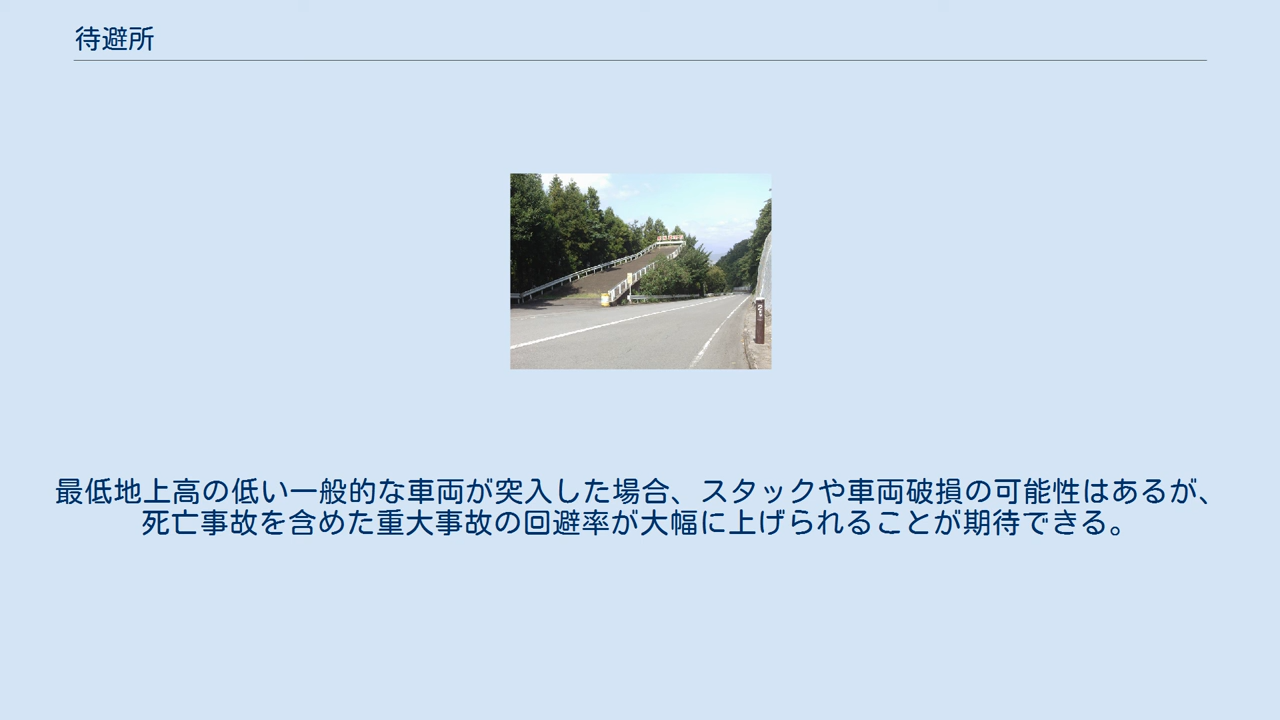 待避所
最低地上高の低い一般的な車両が突入した場合、スタックや車両破損の可能性はあるが、
死亡事故を含めた重大事故の回避率が大幅に上げられることが期待できる。